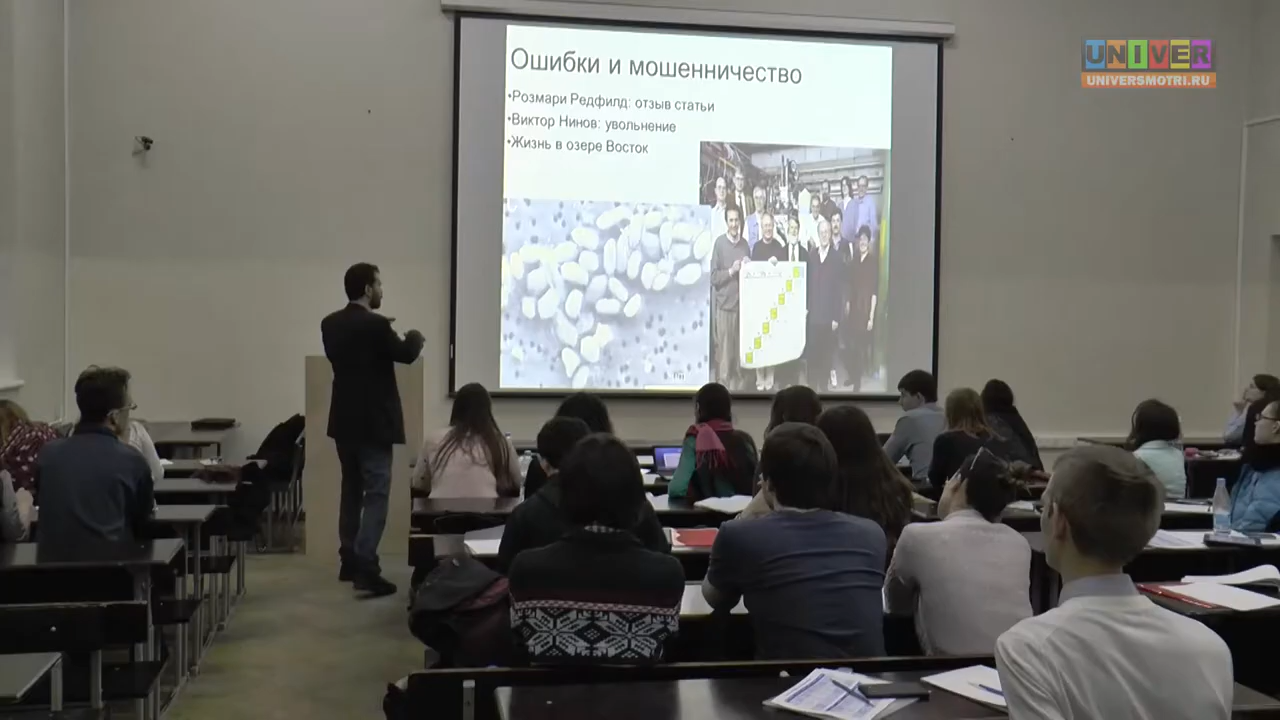 UNIVER
UNIVERSMOTRI.RU
Ошибки и мошенничество
•Розмари Редфилд: отзыв статьи
•Виктор Нинов: увольнение
•Жизнь в озере Восток